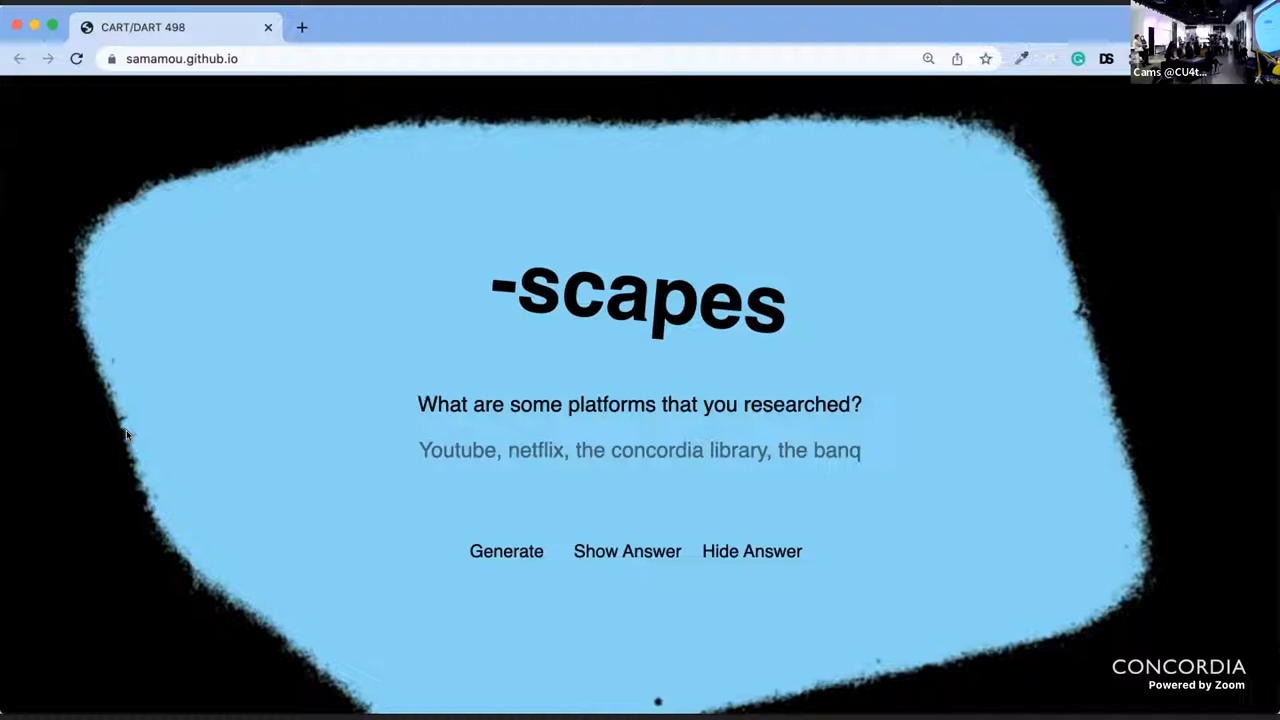 CART/DART 498
samamou.github.io
DS
Cams @CU4t...
-scapes
What are some platforms that you researched?
Youtube, netflix, the concordia library, the banq
Generate Show Answer Hide Answer
CONCORDIA
Powered by Zoom